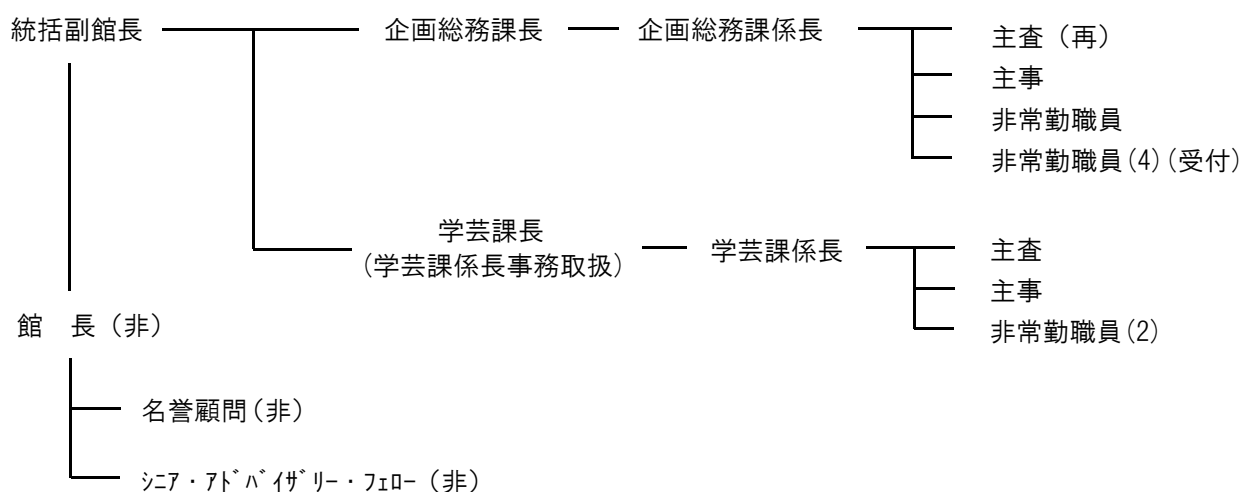 統括副館長
企画総務課長
企画総務課係長
主査（再）
主事
非常勤職員
非常勤職員(4)(受付)
学芸課長
(学芸課係長事務取扱)
学芸課係長
主査
主事
非常勤職員(2)
館　長（非）
名誉顧問(非)
ｼﾆｱ・ｱﾄﾞﾊﾞｲｻﾞﾘｰ・ﾌｪﾛｰ（非）